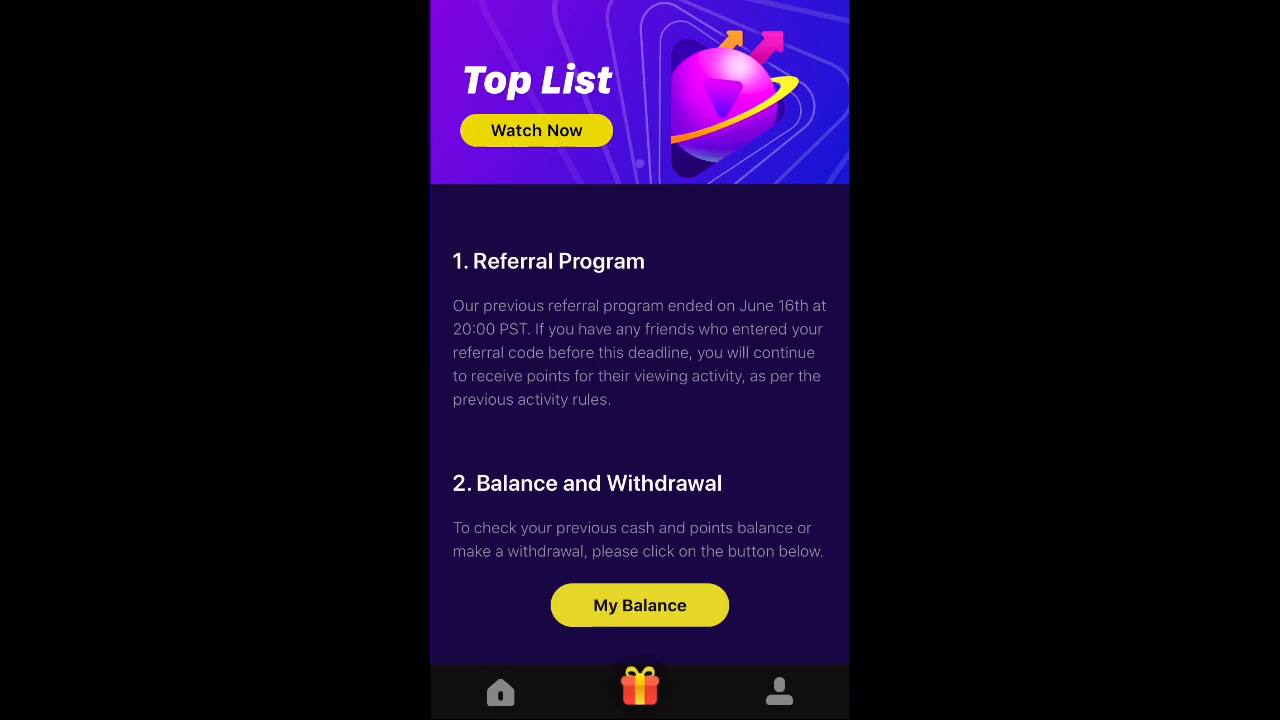 Top List
Watch Now
1. Referral Program
Our previous referral program ended on June 16th at
20:00 PST. If you have any friends who entered your
referral code before this deadline, you will continue
to receive points for their viewing activity, as per the
previous activity rules.
2. Balance and Withdrawal
To check your previous cash and points balance or
make a withdrawal, please click on the button below.
My Balance